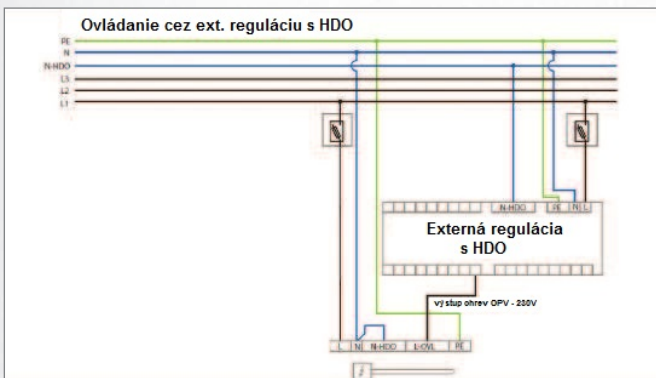 Ovládanie cez ext. reguláciu s HDO
PE
N
N-HDO
L3
L2
L1
N-HDO PE N L
Externá regulácia
s HDO
výstup ohrev OPV - 230V
L N N-HDO L-OVL PE